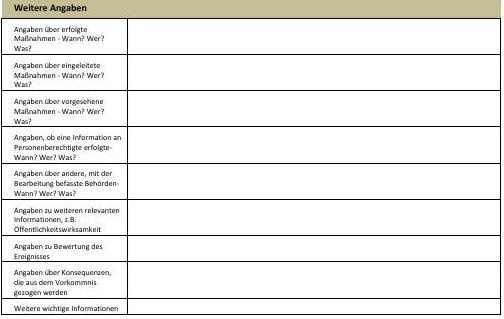 Weitere Angaben
Angaben über erfolgte
Maßnahmen - Wann? Wer?
Was?
Angaben über eingeleitete
Maßnahmen - Wann? Wer?
Was?
Angaben über vorgesehene
Maßnahmen - Wann? Wer?
Was?
Angaben, ob eine Information an
Personenberechtigte erfolgte-
Wann? Wer? Was?
Angaben über andere, mit der
Bearbeitung befasste Behörden-
Wann? Wer? Was?
Angaben zu weiteren relevanten
Informationen, z.B.
Öffentlichkeitswirksamkeit
Angaben zu Bewertung des
Ereignisses
Angaben über Konsequenzen,
die aus dem Vorkommnis
gezogen werden
Weitere wichtige Informationen